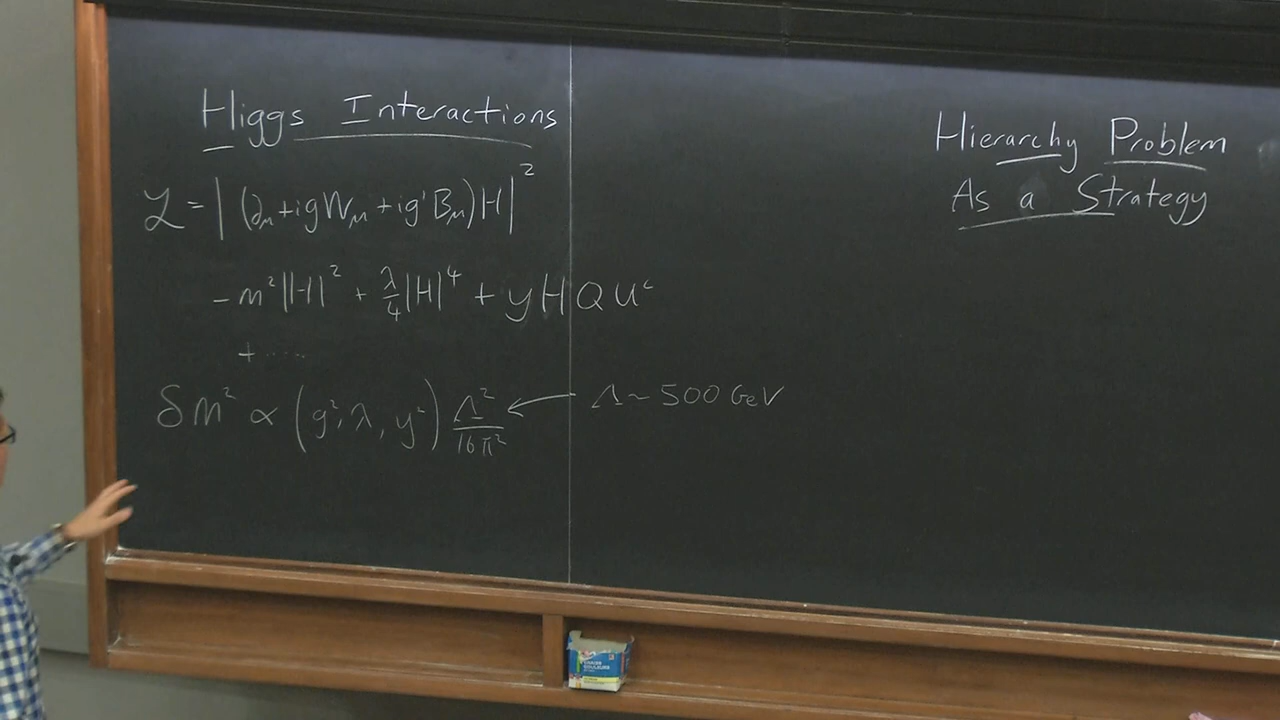 Higgs Interactions
ℒ = | (∂μ + igWμ + ig'Bμ)H |²
- m²|H|² + λ/4 |H|⁴ + yHQuᶜ
+ .....
δm² ∝ (g², λ, y²) Λ²/16π² ← Λ ~ 500 GeV
Hierarchy Problem
As a Strategy